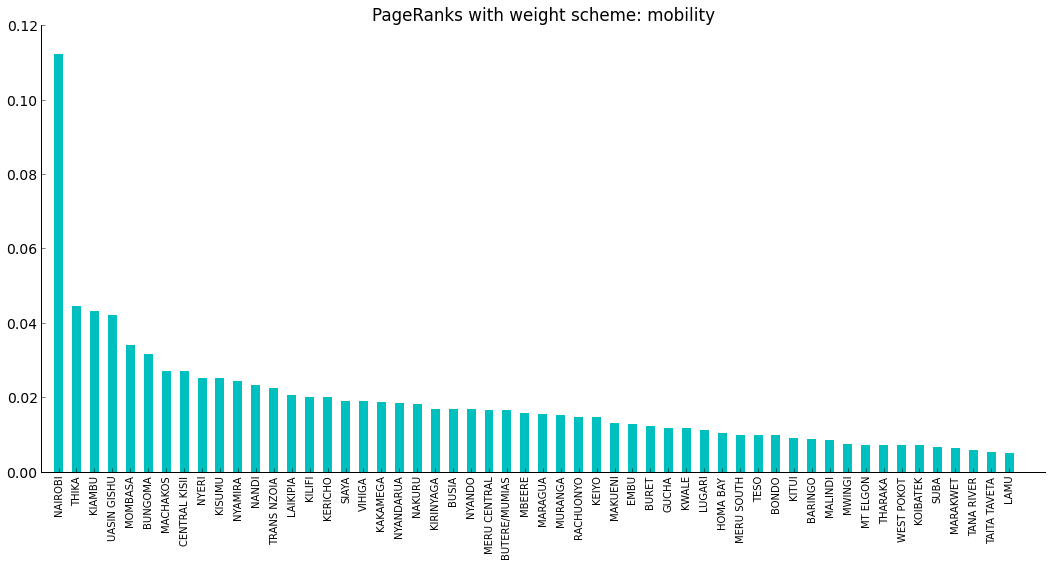 PageRanks with weight scheme: mobility
0.12
0.10
0.08
0.06
0.04
0.02
0.00
NAIROBI
THIKA
KIAMBU
UASIN GISHU
MOMBASA
BUNGOMA
MACHAKOS
CENTRAL KISII
NYERI
KISUMU
NYAMIRA
NANDI
TRANS NZOIA
LAIKIPIA
KILIFI
KERICHO
SIAYA
VIHIGA
KAKAMEGA
NYANDARUA
NAKURU
KIRINYAGA
BUSIA
NYANDO
MERU CENTRAL
BUTERE/MUMIAS
MBEERE
MARAGUA
MURANGA
RACHUONYO
KEIYO
MAKUENI
EMBU
BURET
GUCHA
KWALE
LUGARI
HOMA BAY
MERU SOUTH
TESO
BONDO
KITUI
BARINGO
MALINDI
MWINGI
MT ELGON
THARAKA
WEST POKOT
KOIBATEK
SUBA
MARAKWET
TANA RIVER
TAITA TAVETA
LAMU